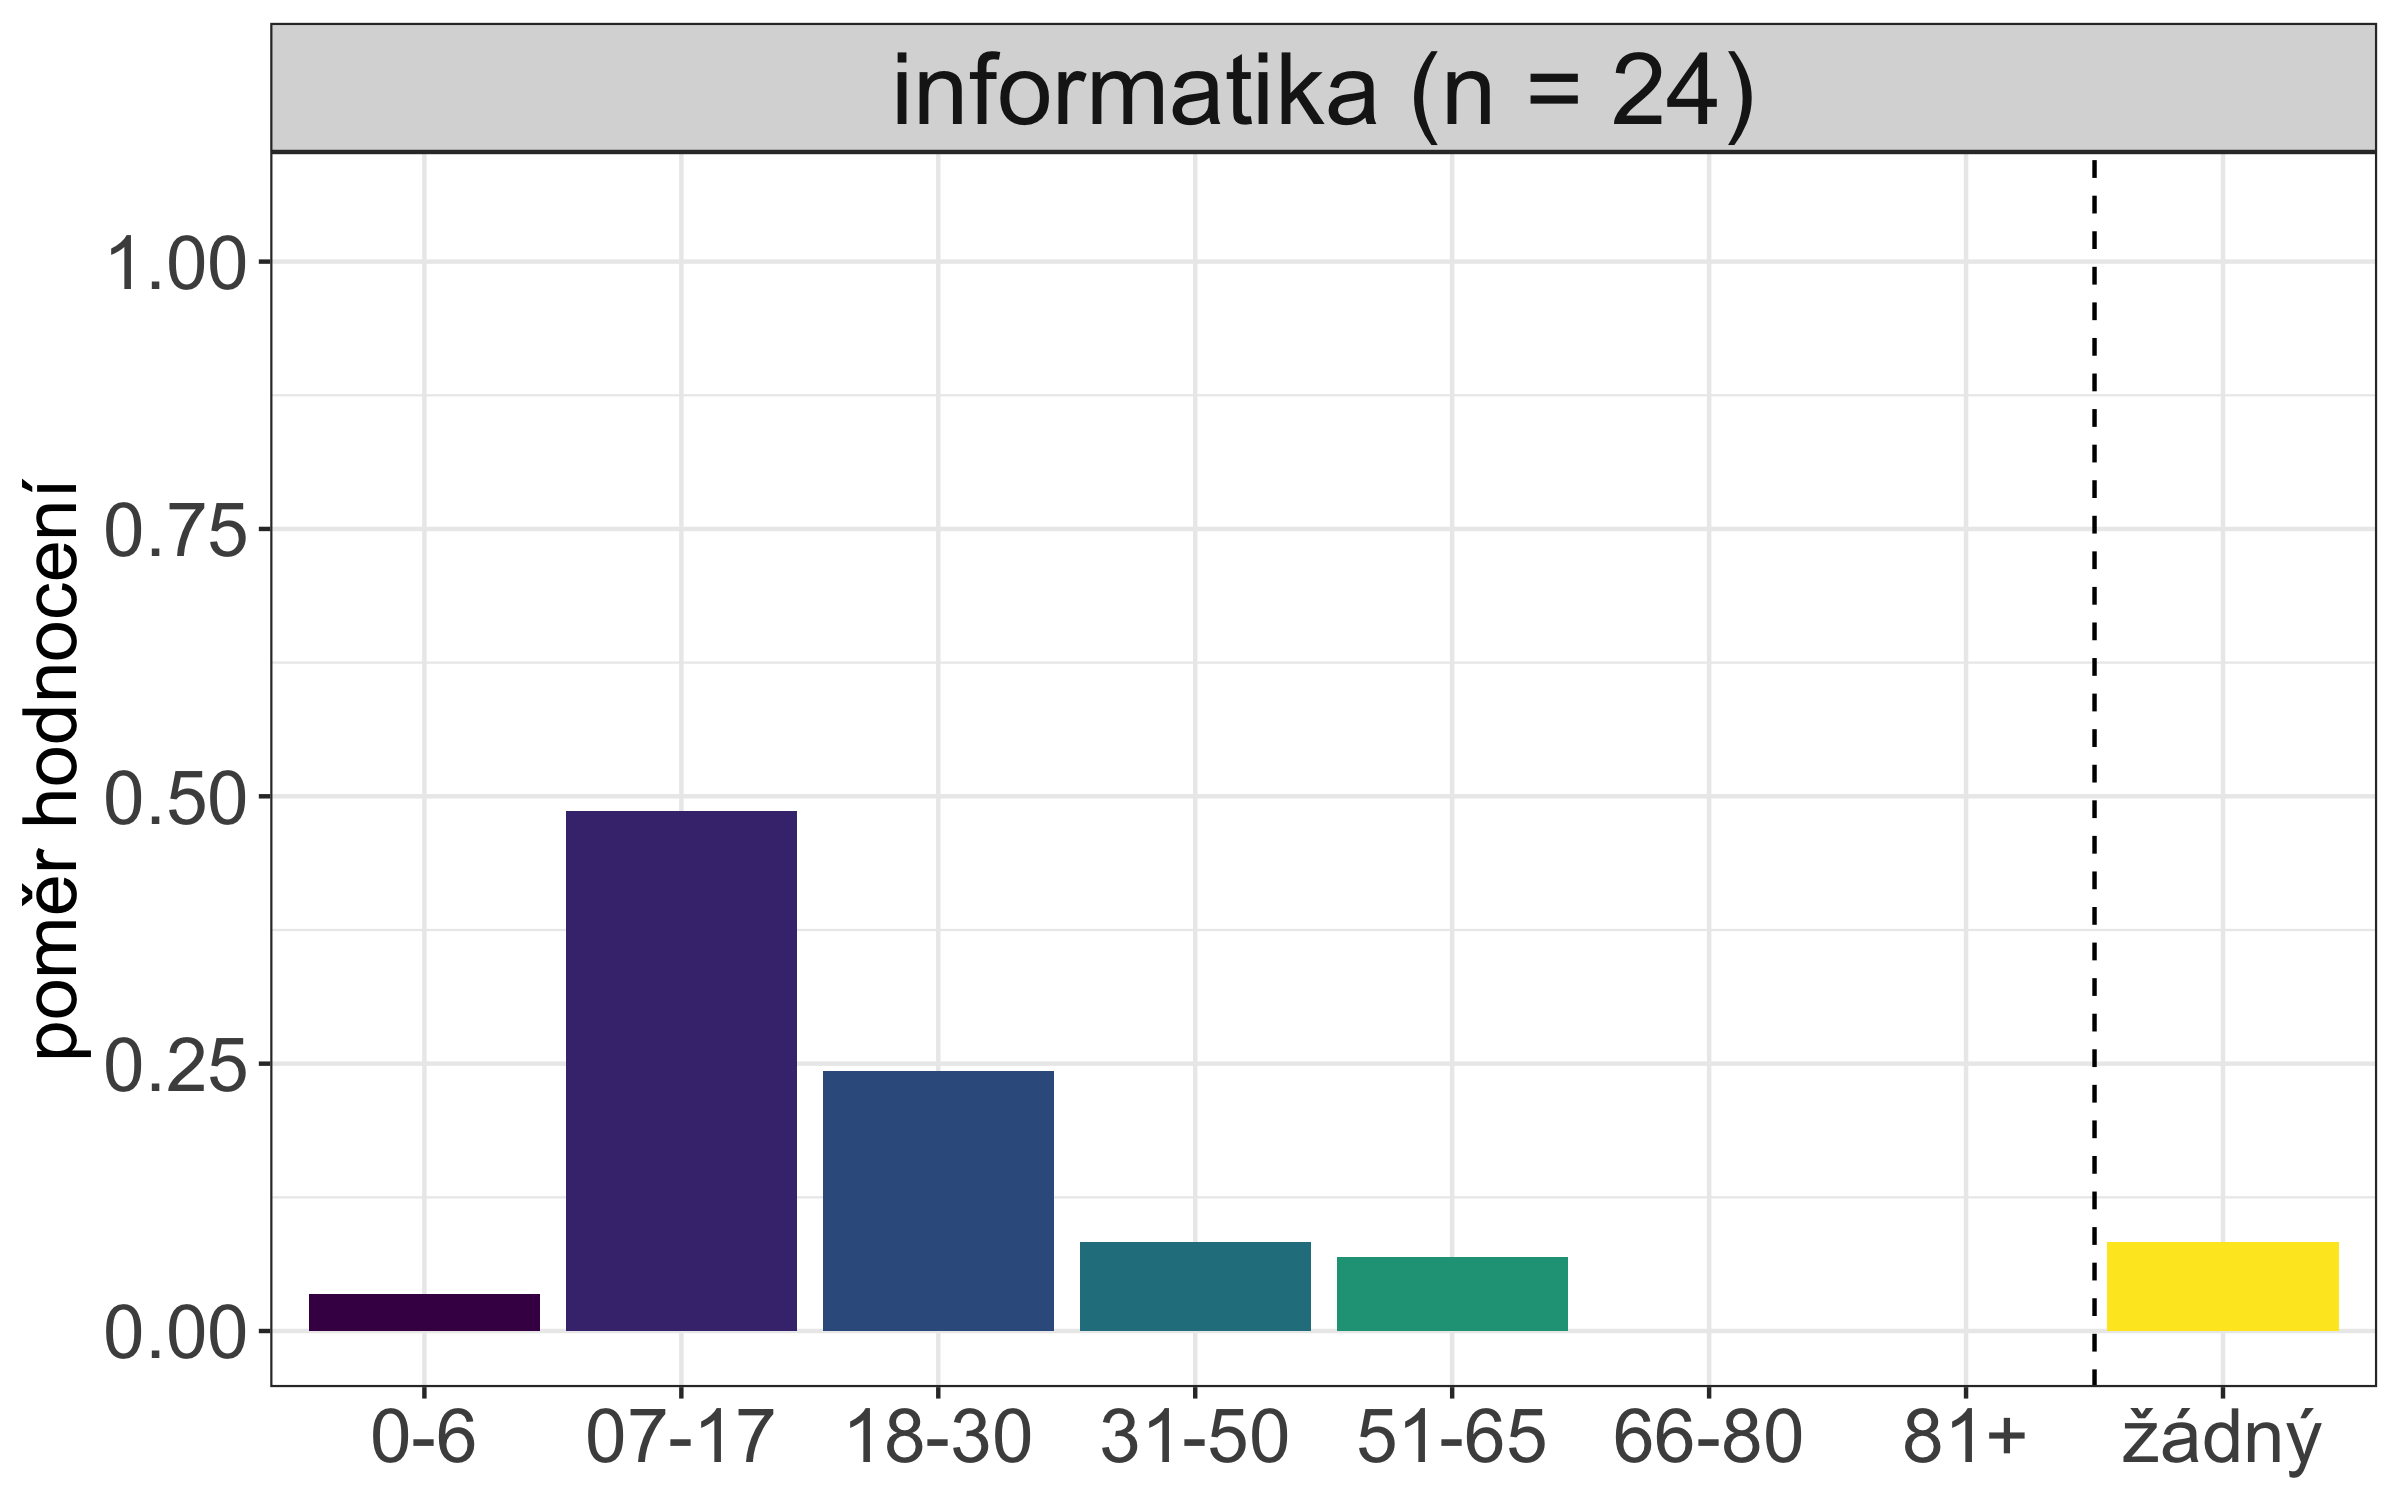 informatika (n = 24)
poměr hodnocení
1.00
0.75
0.50
0.25
0.00
0-6 07-17 18-30 31-50 51-65 66-80 81+ žádný